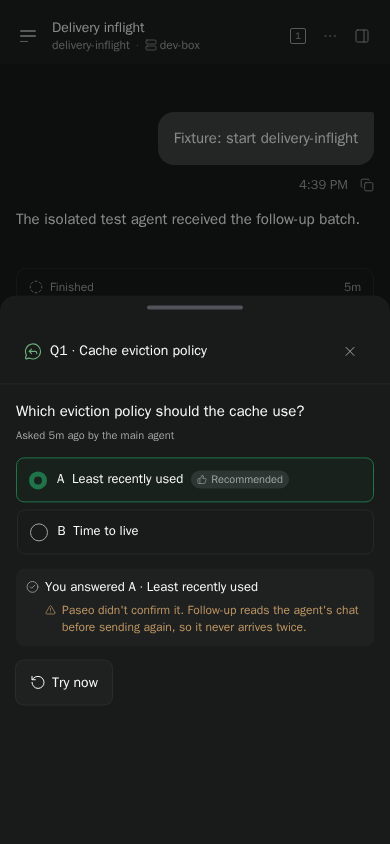 Delivery inflight
delivery-inflight · dev-box
1
Fixture: start delivery-inflight
4:39 PM
The isolated test agent received the follow-up batch.
Finished 5m
Q1 · Cache eviction policy
Which eviction policy should the cache use?
Asked 5m ago by the main agent
A Least recently used Recommended
B Time to live
You answered A · Least recently used
Paseo didn't confirm it. Follow-up reads the agent's chat
before sending again, so it never arrives twice.
Try now